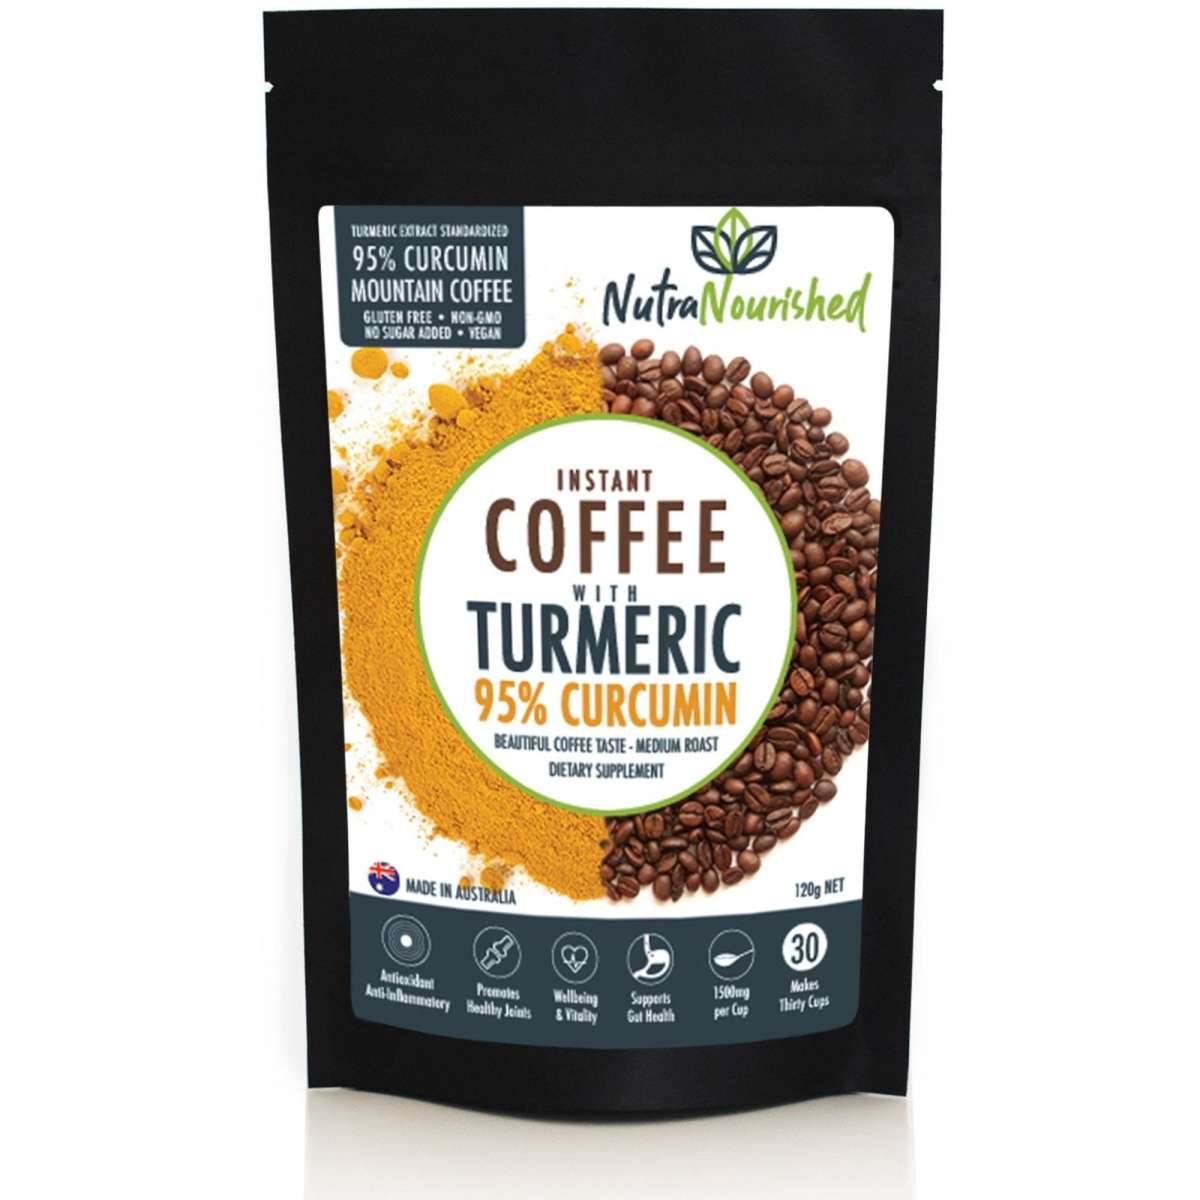 TURMERIC EXTRACT STANDARDIZED
95% CURCUMIN
MOUNTAIN COFFEE
GLUTEN FREE • NON-GMO
NO SUGAR ADDED • VEGAN
NutraNourished
INSTANT
COFFEE
WITH
TURMERIC
95% CURCUMIN
BEAUTIFUL COFFEE TASTE - MEDIUM ROAST
DIETARY SUPPLEMENT
MADE IN AUSTRALIA
120g NET
Antioxidant
Anti-Inflammatory
Promotes
Healthy Joints
Wellbeing
& Vitality
Supports
Gut Health
1500mg
per Cup
30
Makes
Thirty Cups